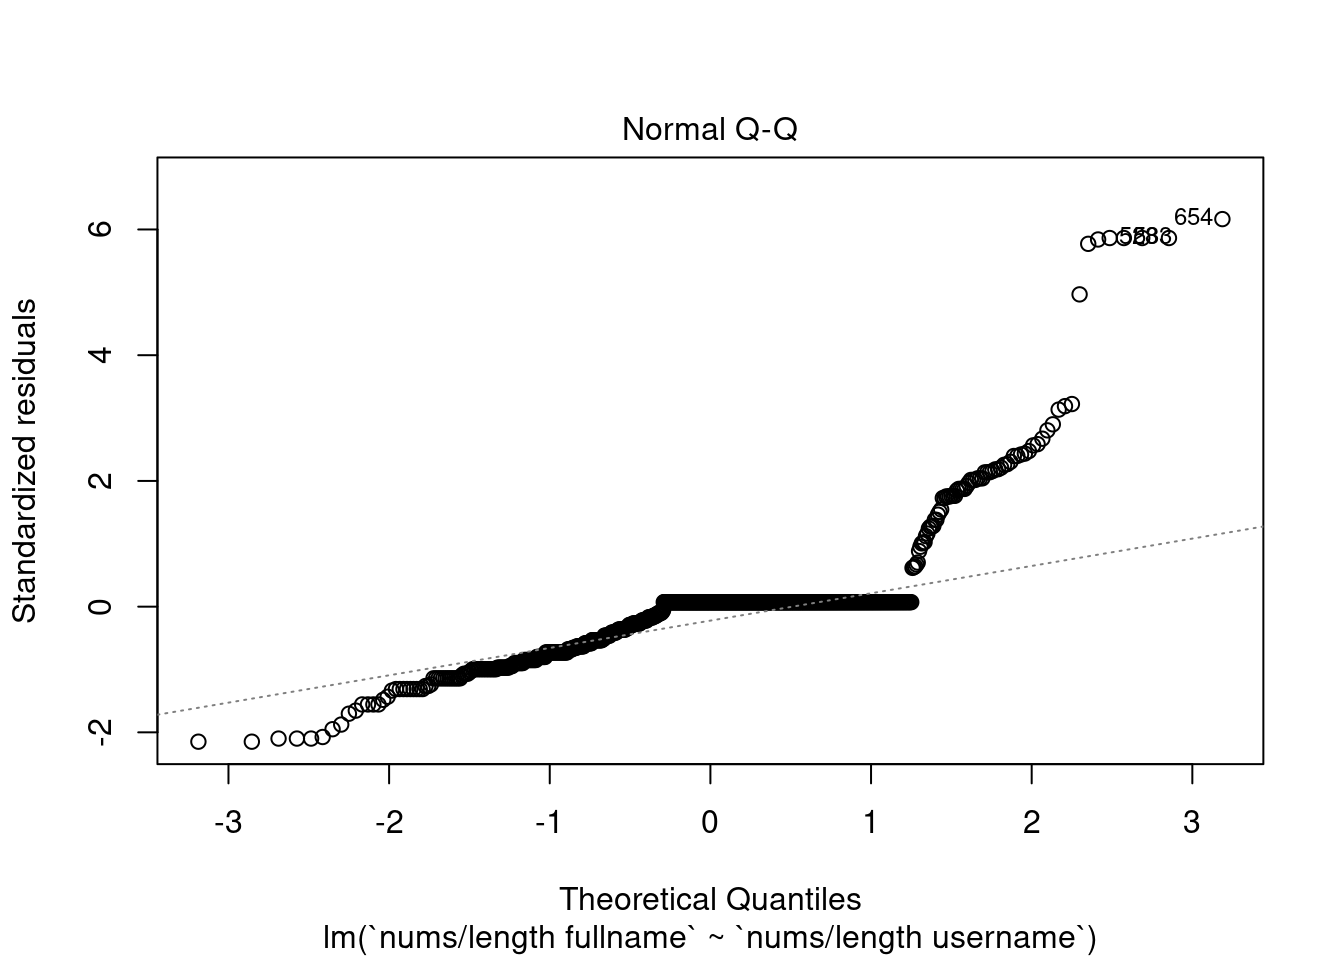 Normal Q-Q
Standardized residuals
6
4
2
0
-2
654
-3 -2 -1 0 1 2 3
Theoretical Quantiles
lm(`nums/length fullname` ~ `nums/length username`)